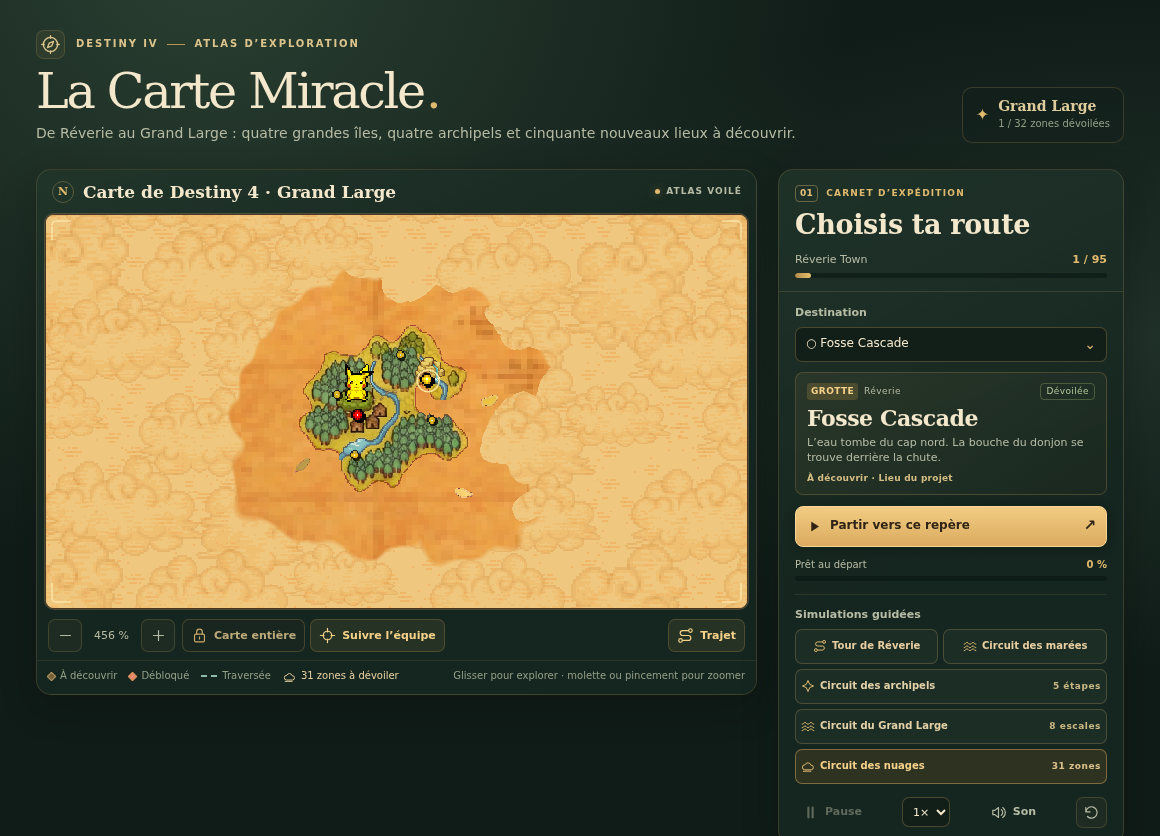 DESTINY IV — ATLAS D’EXPLORATION
La Carte Miracle.
De Réverie au Grand Large : quatre grandes îles, quatre archipels et cinquante nouveaux lieux à découvrir.
Grand Large
1 / 32 zones dévoilées
N Carte de Destiny 4 · Grand Large
ATLAS VOILÉ
456 %
Carte entière
Suivre l’équipe
Trajet
À découvrir
Débloqué
Traversée
31 zones à dévoiler
Glisser pour explorer · molette ou pincement pour zoomer
01 CARNET D’EXPÉDITION
Choisis ta route
Réverie Town 1 / 95
Destination
○ Fosse Cascade
GROTTE Réverie Dévoilée
Fosse Cascade
L’eau tombe du cap nord. La bouche du donjon se
trouve derrière la chute.
À découvrir · Lieu du projet
Partir vers ce repère ↗
Prêt au départ 0 %
Simulations guidées
Tour de Réverie
Circuit des marées
Circuit des archipels 5 étapes
Circuit du Grand Large 8 escales
Circuit des nuages 31 zones
Pause 1× Son